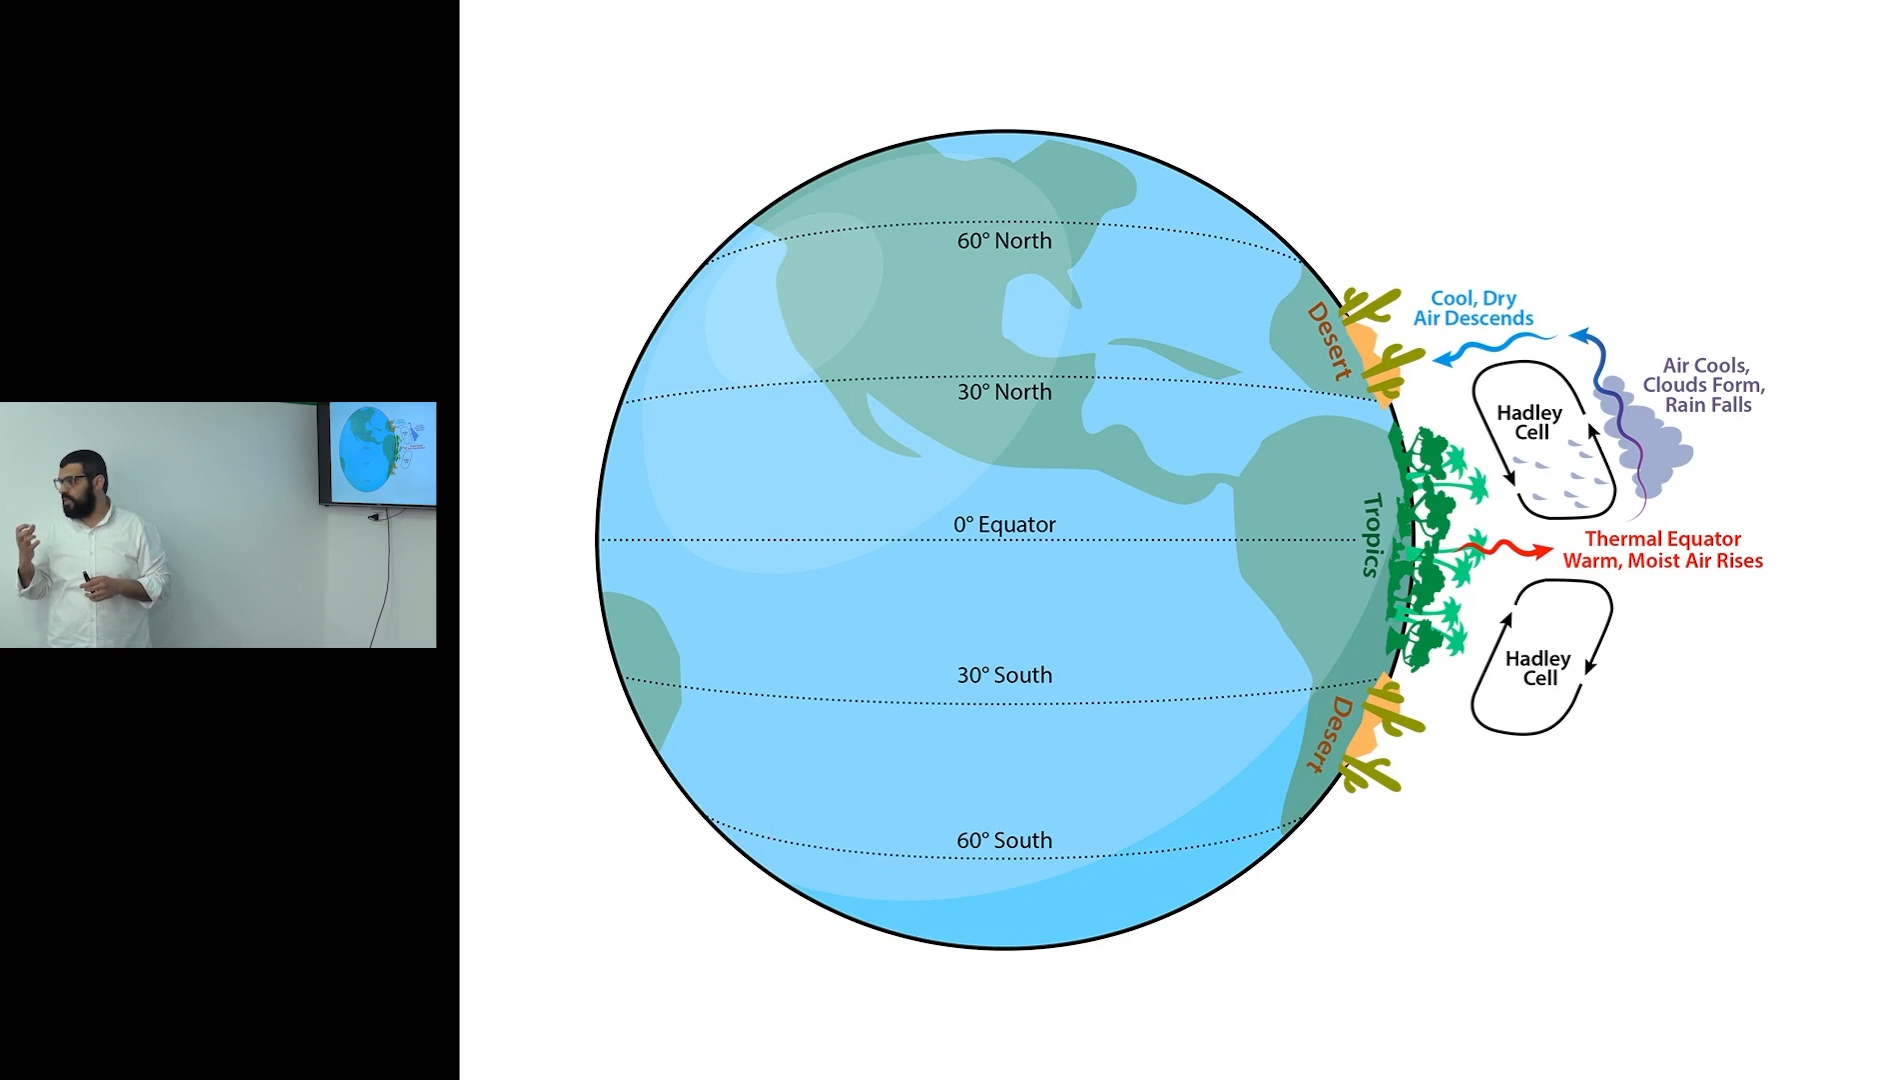 60° North
30° North
0° Equator
30° South
60° South
Desert
Tropics
Desert
Cool, Dry
Air Descends
Air Cools,
Clouds Form,
Rain Falls
Hadley
Cell
Thermal Equator
Warm, Moist Air Rises
Hadley
Cell